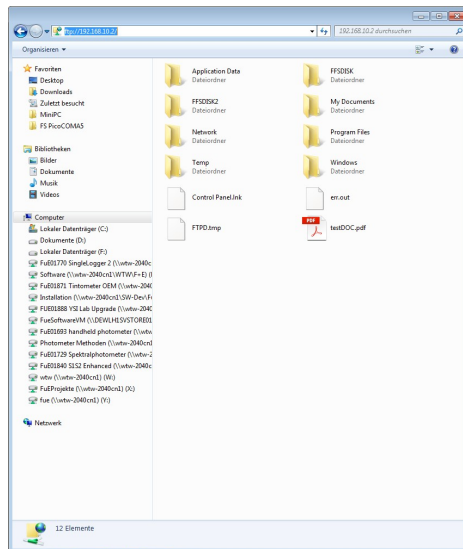 ftp://192.168.10.2/
192.168.10.2 durchsuchen
Organisieren
Favoriten
Desktop
Downloads
Zuletzt besucht
MiniPC
FS PicoCOMA5
Bibliotheken
Bilder
Dokumente
Musik
Videos
Computer
Lokaler Datenträger (C:)
Dokumente (D:)
Lokaler Datenträger (F:)
FuE01770 SingleLogger 2 (\\wtw-2040c
Software (\\wtw-2040cn1\WTW\F+E) (I
FuE01871 Tintometer OEM (\\wtw-204(
Installation (\\wtw-2040cn1\SW-Dev\F
FUE01888 YSI Lab Upgrade (\\wtw-2040
FueSoftwareVM (\\DEWLH1SVSTORE01
FuE01693 handheld photometer (\\wtw
Photometer Methoden (\\wtw-2040cn1
FuE01729 Spektralphotometer (\\wtw-2
FuE01840 S1S2 Enhanced (\\wtw-2040c
wtw (\\wtw-2040cn1) (W:)
FuEProjekte (\\wtw-2040cn1) (X:)
fue (\\wtw-2040cn1) (Y:)
Netzwerk
Application Data
Dateiordner
FFSDISK
Dateiordner
FFSDISK2
Dateiordner
My Documents
Dateiordner
Network
Dateiordner
Program Files
Dateiordner
Temp
Dateiordner
Windows
Dateiordner
Control Panel.lnk
err.out
FTPD.tmp
PDF
testDOC.pdf
12 Elemente